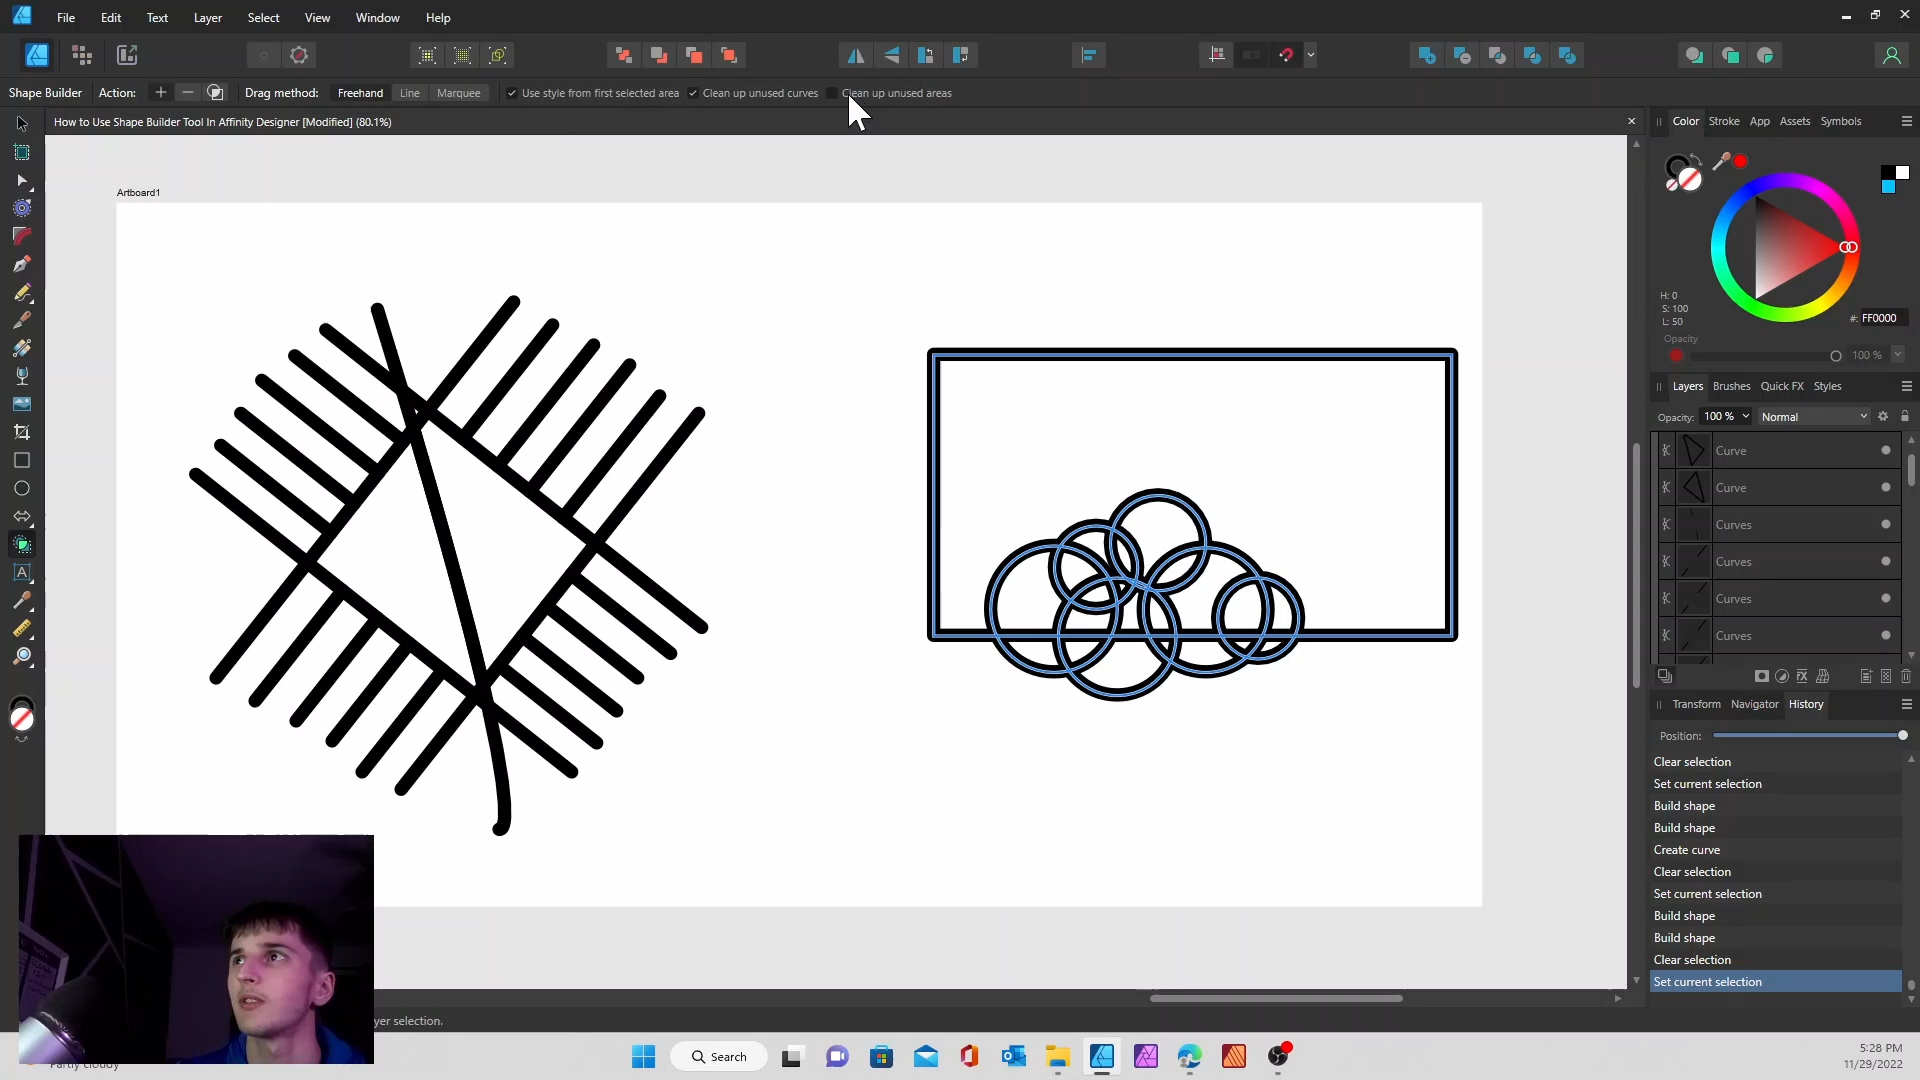 File Edit Text Layer Select View Window Help
Shape Builder Action: Drag method: Freehand Line Marquee Use style from first selected area Clean up unused curves Clean up unused areas
How to Use Shape Builder Tool In Affinity Designer [Modified] (80.1%)
Artboard1
Color Stroke App Assets Symbols
H: 0
S: 100
L: 50
#: FF0000
Opacity
100 %
Layers Brushes Quick FX Styles
Opacity: 100 % Normal
Curve
Curve
Curves
Curves
Curves
Curves
Transform Navigator History
Position:
Clear selection
Set current selection
Build shape
Build shape
Create curve
Clear selection
Set current selection
Build shape
Build shape
Clear selection
Set current selection
yer selection.
Partly cloudy
Search
5:28 PM
11/29/2022